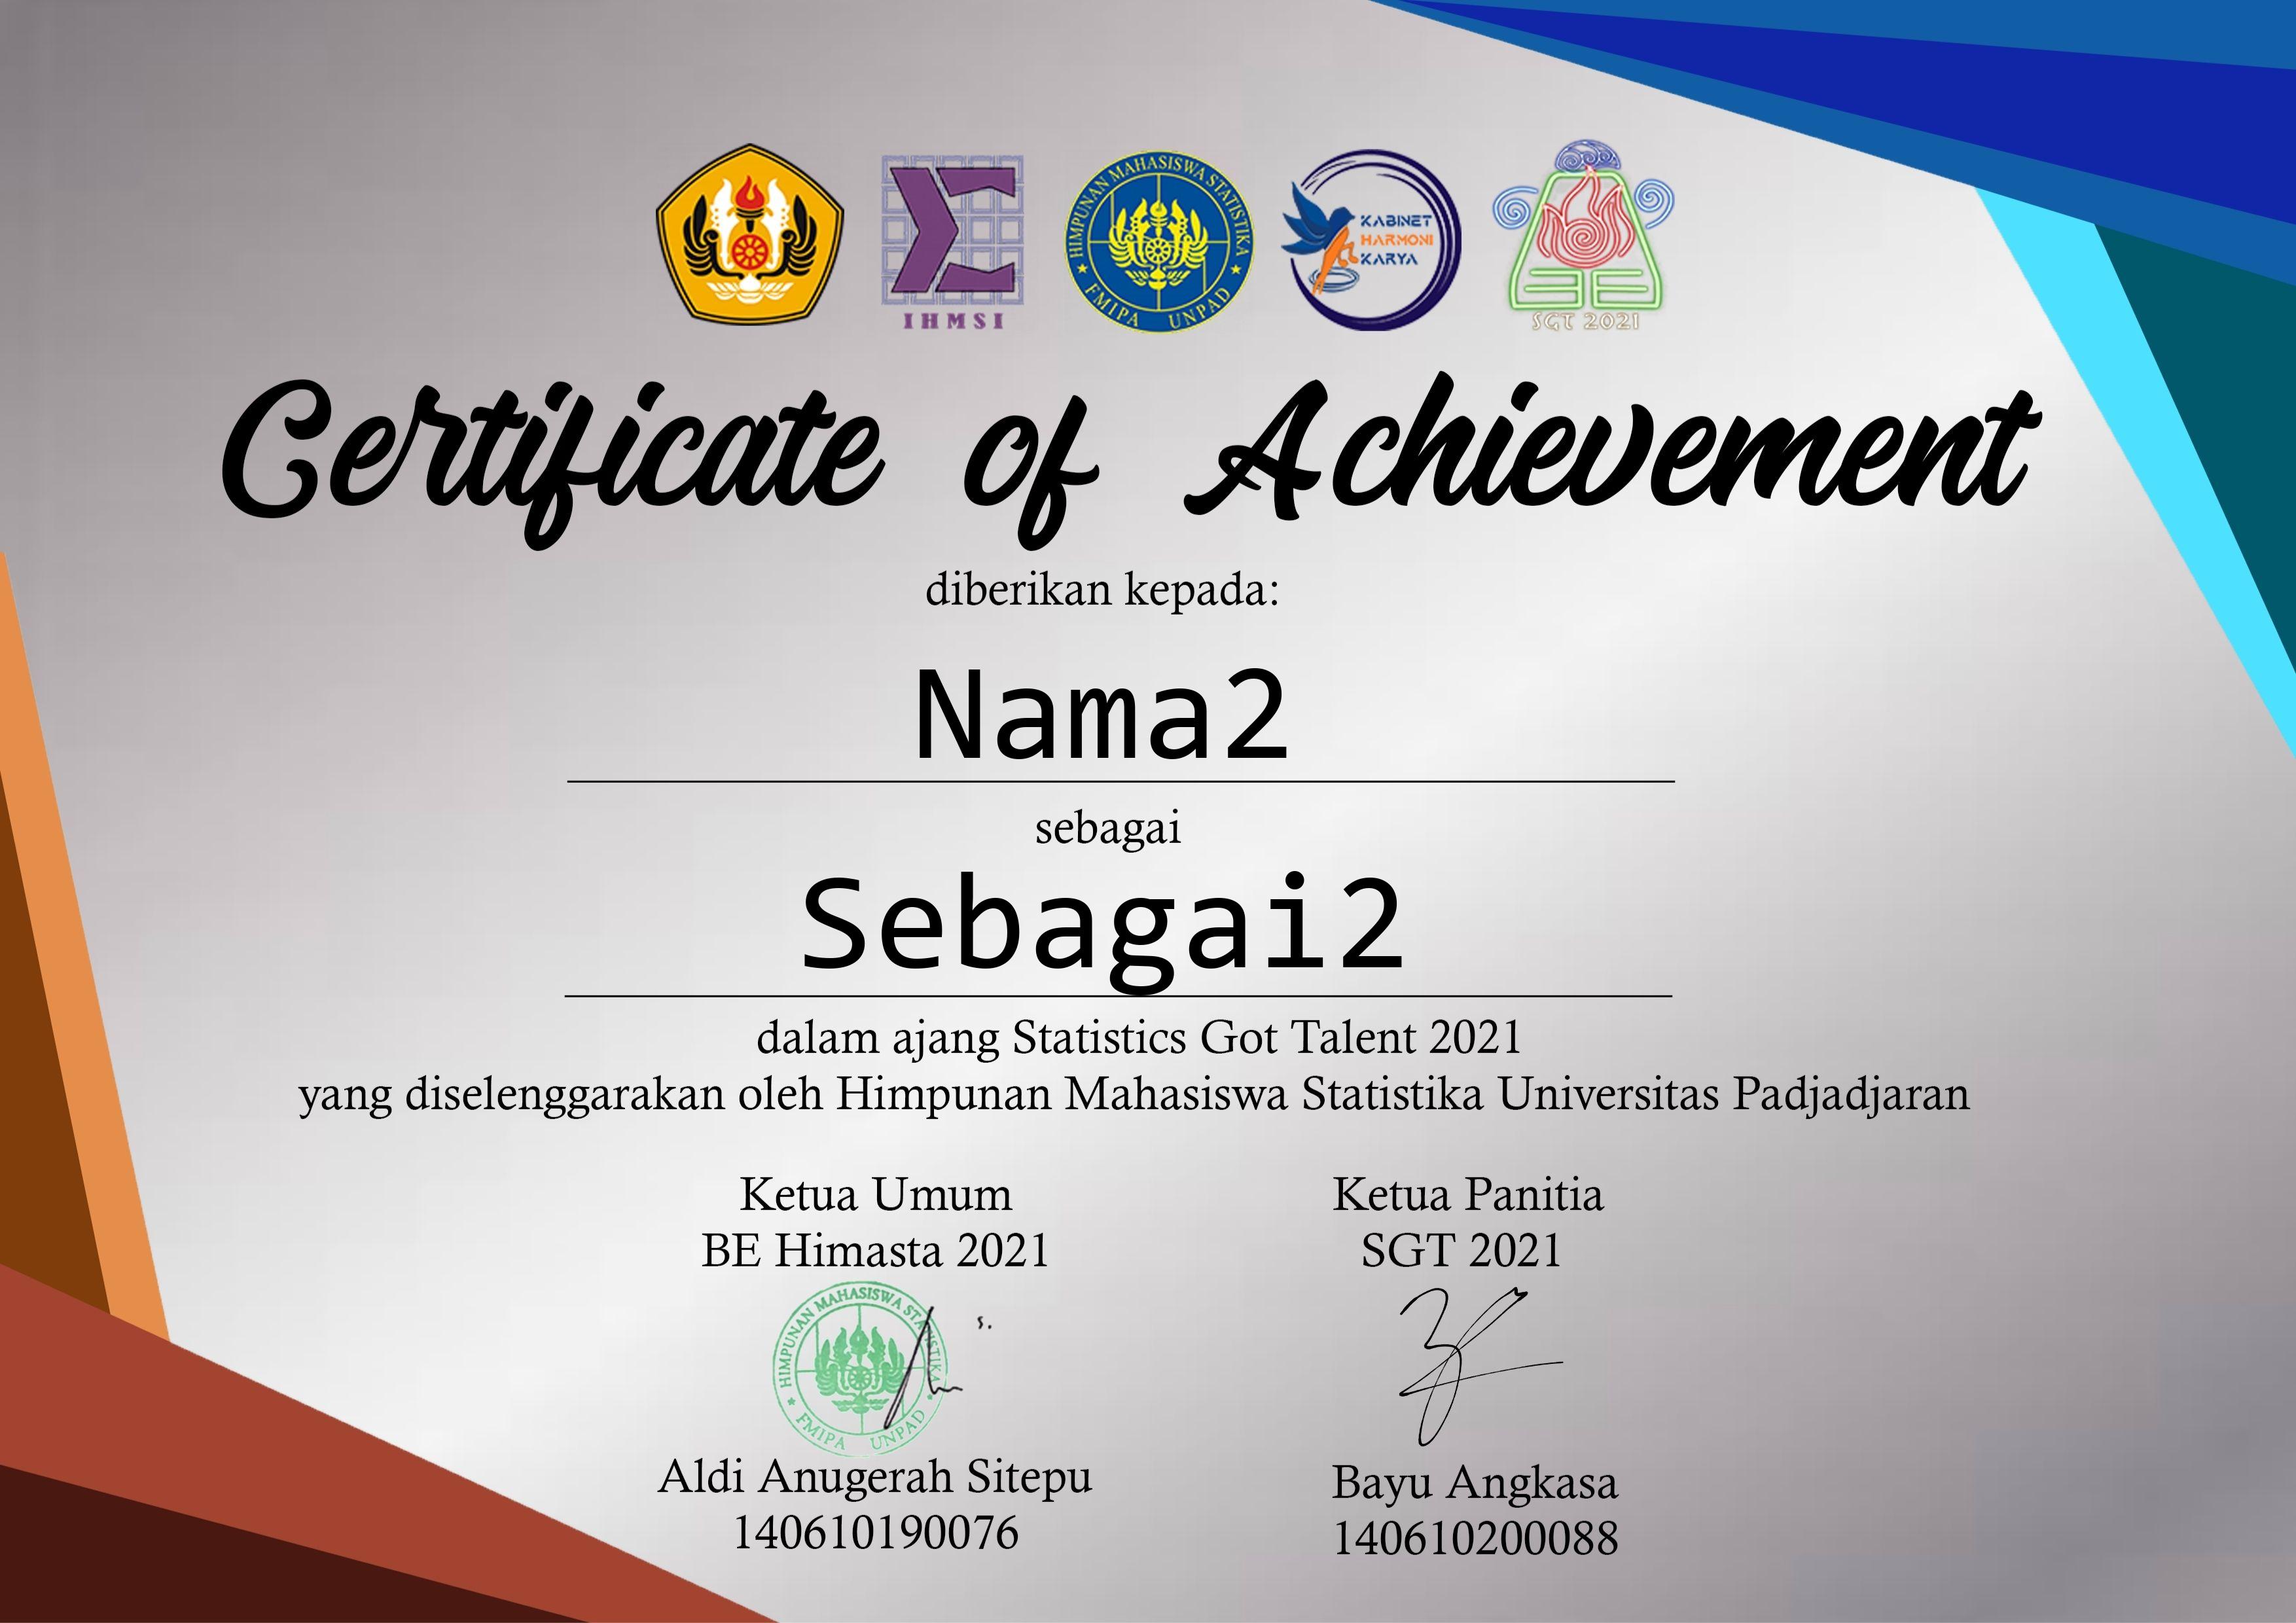 IHMSI
HIMPUNAN MAHASISWA STATISTIKA
FMIPA UNPAD
KABINET
HARMONI
KARYA
SGT 2021
Certificate of Achievement
diberikan kepada:
Nama2
sebagai
Sebagai2
dalam ajang Statistics Got Talent 2021
yang diselenggarakan oleh Himpunan Mahasiswa Statistika Universitas Padjadjaran
Ketua Umum
BE Himasta 2021
HIMPUNAN MAHASISWA STATISTIKA
FMIPA UNPAD
Aldi Anugerah Sitepu
140610190076
Ketua Panitia
SGT 2021
Bayu Angkasa
140610200088